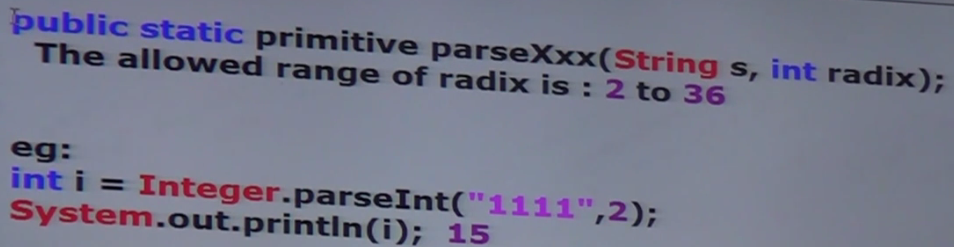 public static primitive parseXxx(String s, int radix);
The allowed range of radix is : 2 to 36
eg:
int i = Integer.parseInt("1111",2);
System.out.println(i); 15